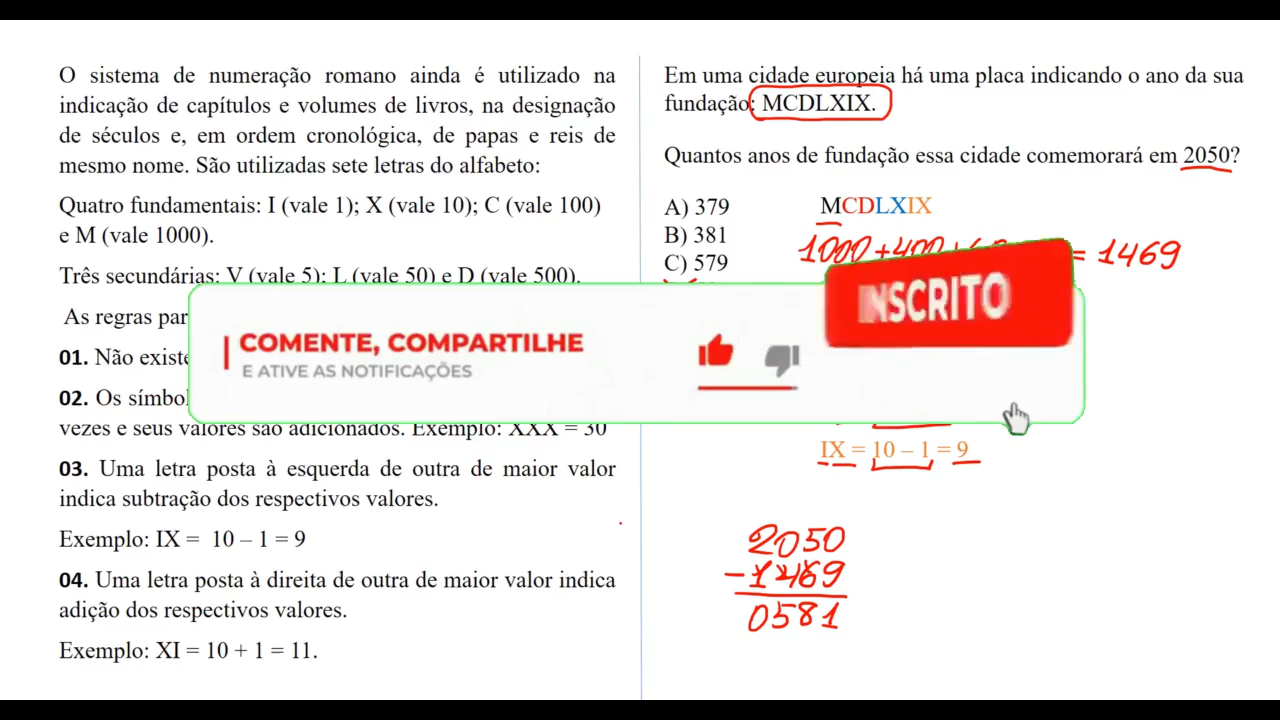 O sistema de numeração romano ainda é utilizado na
indicação de capítulos e volumes de livros, na designação
de séculos e, em ordem cronológica, de papas e reis de
mesmo nome. São utilizadas sete letras do alfabeto:
Quatro fundamentais: I (vale 1); X (vale 10); C (vale 100)
e M (vale 1000).
Três secundárias: V (vale 5); L (vale 50) e D (vale 500).
As regras par
01. Não existe
02. Os símbol
vezes e seus valores são adicionados. Exemplo: XXX = 30
03. Uma letra posta à esquerda de outra de maior valor
indica subtração dos respectivos valores.
Exemplo: IX = 10 – 1 = 9
04. Uma letra posta à direita de outra de maior valor indica
adição dos respectivos valores.
Exemplo: XI = 10 + 1 = 11.
Em uma cidade europeia há uma placa indicando o ano da sua
fundação: MCDLXIX.
Quantos anos de fundação essa cidade comemorará em 2050?
A) 379
B) 381
C) 579
MCDLXIX
1000 + 400 + = 1469
INSCRITO
COMENTE, COMPARTILHE
E ATIVE AS NOTIFICAÇÕES
IX = 10 – 1 = 9
2050
-1469
0581